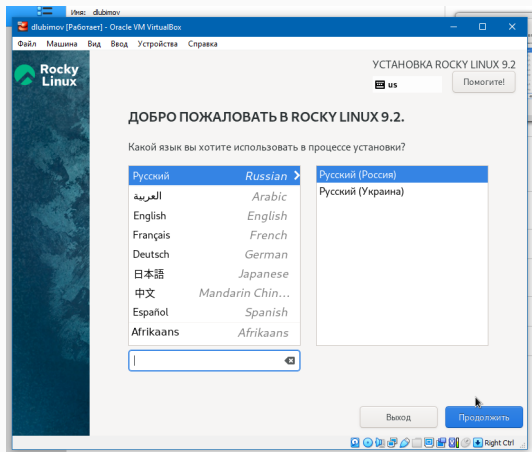 Имя: dlubimov
dlubimov [Работает] - Oracle VM VirtualBox
Файл Машина Вид Ввод Устройства Справка
Rocky
Linux
УСТАНОВКА ROCKY LINUX 9.2
us
Помогите!
ДОБРО ПОЖАЛОВАТЬ В ROCKY LINUX 9.2.
Какой язык вы хотите использовать в процессе установки?
Русский Russian Русский (Россия)
العربية Arabic Русский (Украина)
English English
Français French
Deutsch German
日本語 Japanese
中文 Mandarin Chin...
Español Spanish
Afrikaans Afrikaans
Выход Продолжить
Right Ctrl